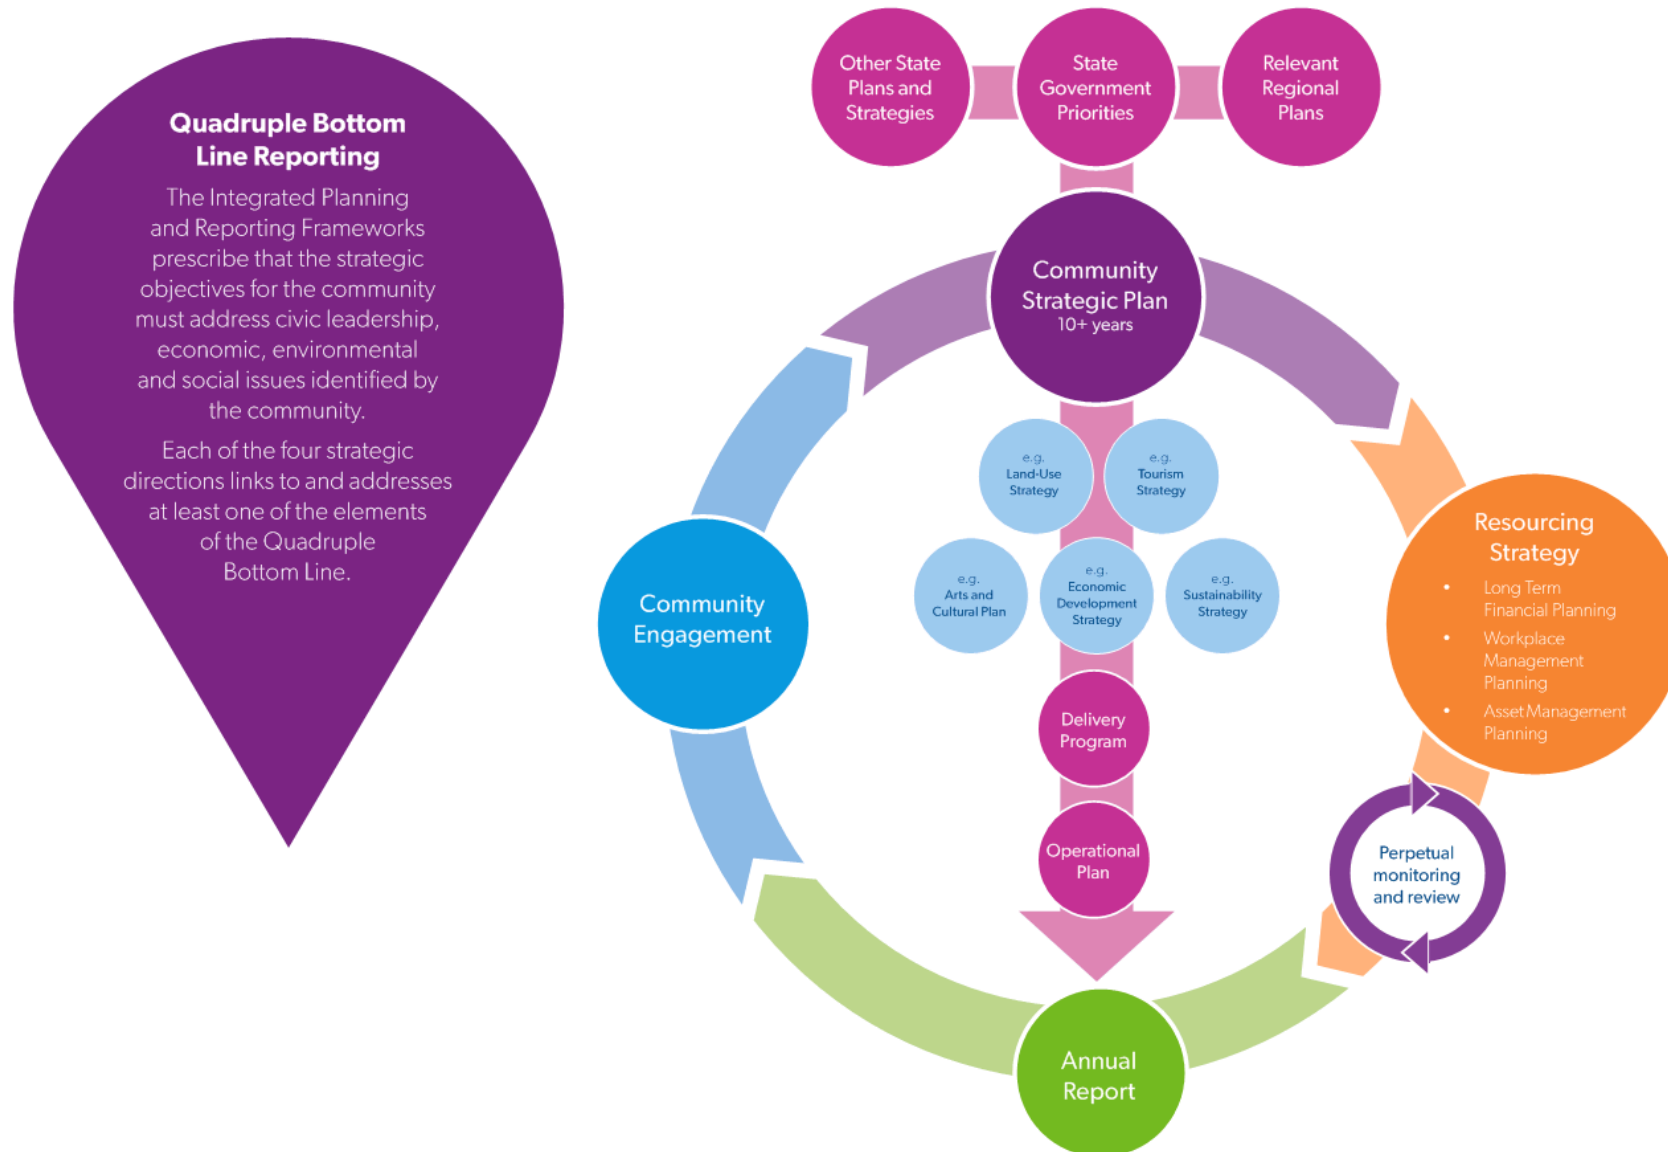 Quadruple Bottom
Line Reporting
The Integrated Planning
and Reporting Frameworks
prescribe that the strategic
objectives for the community
must address civic leadership,
economic, environmental
and social issues identified by
the community.
Each of the four strategic
directions links to and addresses
at least one of the elements
of the Quadruple
Bottom Line.
Other State
Plans and
Strategies
State
Government
Priorities
Relevant
Regional
Plans
Community
Strategic Plan
10+ years
e.g.
Land-Use
Strategy
e.g.
Tourism
Strategy
e.g.
Arts and
Cultural Plan
e.g.
Economic
Development
Strategy
e.g.
Sustainability
Strategy
Community
Engagement
Resourcing
Strategy
• Long Term
Financial Planning
• Workplace
Management
Planning
• Asset Management
Planning
Delivery
Program
Operational
Plan
Perpetual
monitoring
and review
Annual
Report